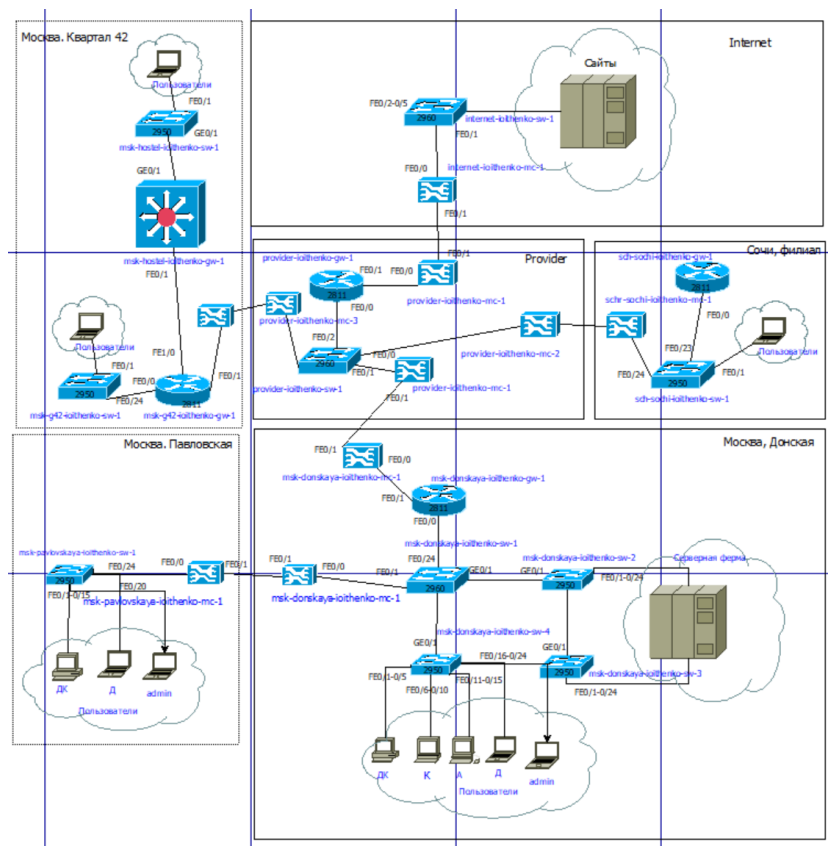 Москва. Квартал 42
Пользователи
FE0/1
2950
GE0/1
msk-hostel-ioithenko-sw-1
GE0/1
msk-hostel-ioithenko-gw-1
FE0/1
Пользователи
FE0/1
FE1/0
FE0/0
FE0/1
2950
FE0/24
2811
msk-g42-ioithenko-sw-1
msk-g42-ioithenko-gw-1
Internet
Сайты
FE0/2-0/5
2960
internet-ioithenko-sw-1
FE0/1
FE0/0
internet-ioithenko-mc-1
FE0/1
Provider
provider-ioithenko-gw-1
FE0/1
FE0/1
FE0/0
2811
provider-ioithenko-mc-1
FE0/0
provider-ioithenko-mc-3
FE0/2
FE0/0
provider-ioithenko-mc-2
2960
FE0/1
provider-ioithenko-sw-1
provider-ioithenko-mc-1
FE0/1
Сочи, филиал
sch-sochi-ioithenko-gw-1
2811
schr-sochi-ioithenko-mc-1
FE0/0
FE0/23
Пользователи
FE0/24
2950
FE0/1
sch-sochi-ioithenko-sw-1
Москва. Павловская
msk-pavlovskaya-ioithenko-sw-1
FE0/24
FE0/0
FE0/1
2950
FE0/20
FE0/1-0/15
msk-pavlovskaya-ioithenko-mc-1
ДК
Д
admin
Пользователи
Москва, Донская
FE0/1
FE0/0
msk-donskaya-ioithenko-mc-1
msk-donskaya-ioithenko-gw-1
FE0/1
2811
FE0/0
msk-donskaya-ioithenko-sw-1
FE0/24
msk-donskaya-ioithenko-sw-2
Серверная ферма
FE0/1
FE0/0
FE0/1
GE0/1
GE0/1
FE0/1-0/24
2960
2950
msk-donskaya-ioithenko-mc-1
msk-donskaya-ioithenko-sw-4
GE0/1
GE0/1
FE0/16-0/24
2950
2950
FE0/1-0/5
msk-donskaya-ioithenko-sw-3
FE0/6-0/10
FE0/11-0/15
FE0/1-0/24
ДК
К
А
Д
admin
Пользователи